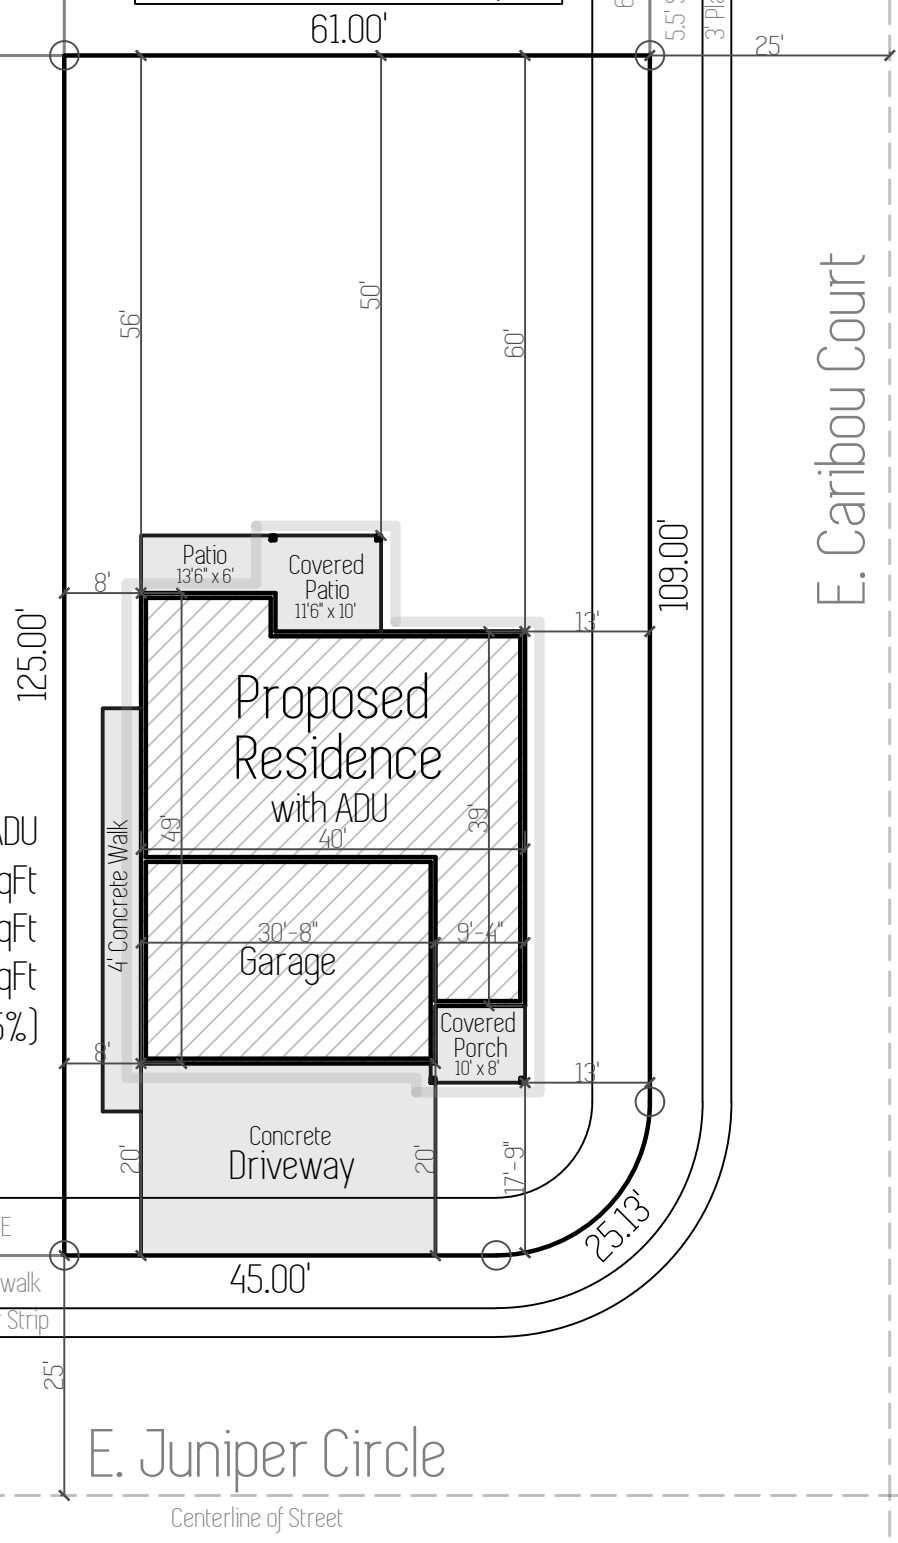 61.00'
5.5'
3'
25'
56'
50'
60'
E. Caribou Court
Patio
13'6" x 6'
Covered
Patio
11'6" x 10'
8'
13'
109.00'
125.00'
Proposed
Residence
with ADU
49'
40'
39'
ADU
qFt
4' Concrete Walk
30'-8"
9'-4"
qFt
Garage
qFt
%)
Covered
Porch
10' x 8'
8'
13'
Concrete
Driveway
20'
20'
17'-9"
25.13'
E
45.00'
walk
Strip
25'
E. Juniper Circle
Centerline of Street